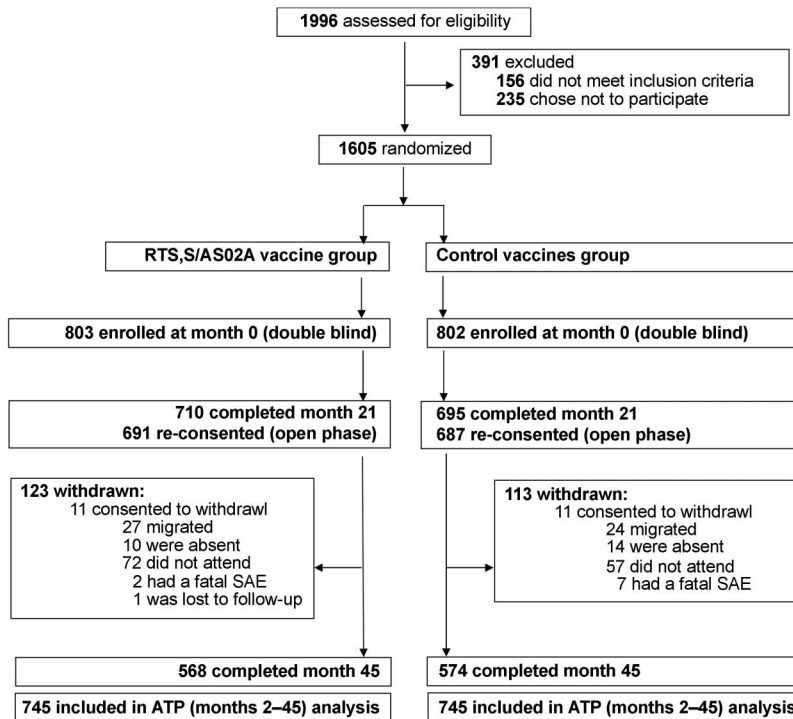 1996 assessed for eligibility
391 excluded
156 did not meet inclusion criteria
235 chose not to participate
1605 randomized
RTS,S/AS02A vaccine group
Control vaccines group
803 enrolled at month 0 (double blind)
802 enrolled at month 0 (double blind)
710 completed month 21
691 re-consented (open phase)
695 completed month 21
687 re-consented (open phase)
123 withdrawn:
11 consented to withdrawl
27 migrated
10 were absent
72 did not attend
2 had a fatal SAE
1 was lost to follow-up
113 withdrawn:
11 consented to withdrawl
24 migrated
14 were absent
57 did not attend
7 had a fatal SAE
568 completed month 45
574 completed month 45
745 included in ATP (months 2–45) analysis
745 included in ATP (months 2–45) analysis